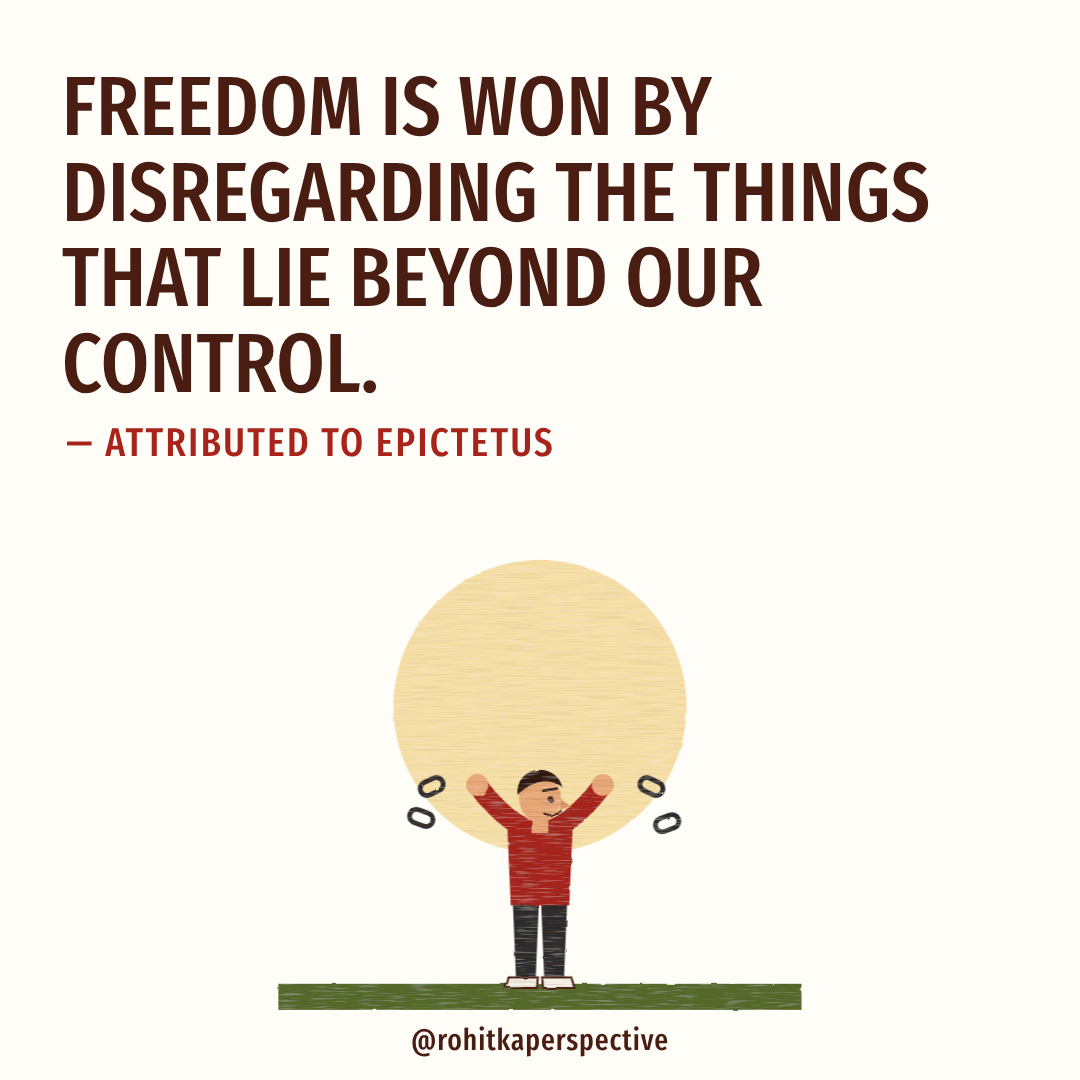 FREEDOM IS WON BY
DISREGARDING THE THINGS
THAT LIE BEYOND OUR
CONTROL.
— ATTRIBUTED TO EPICTETUS
@rohitkaperspective